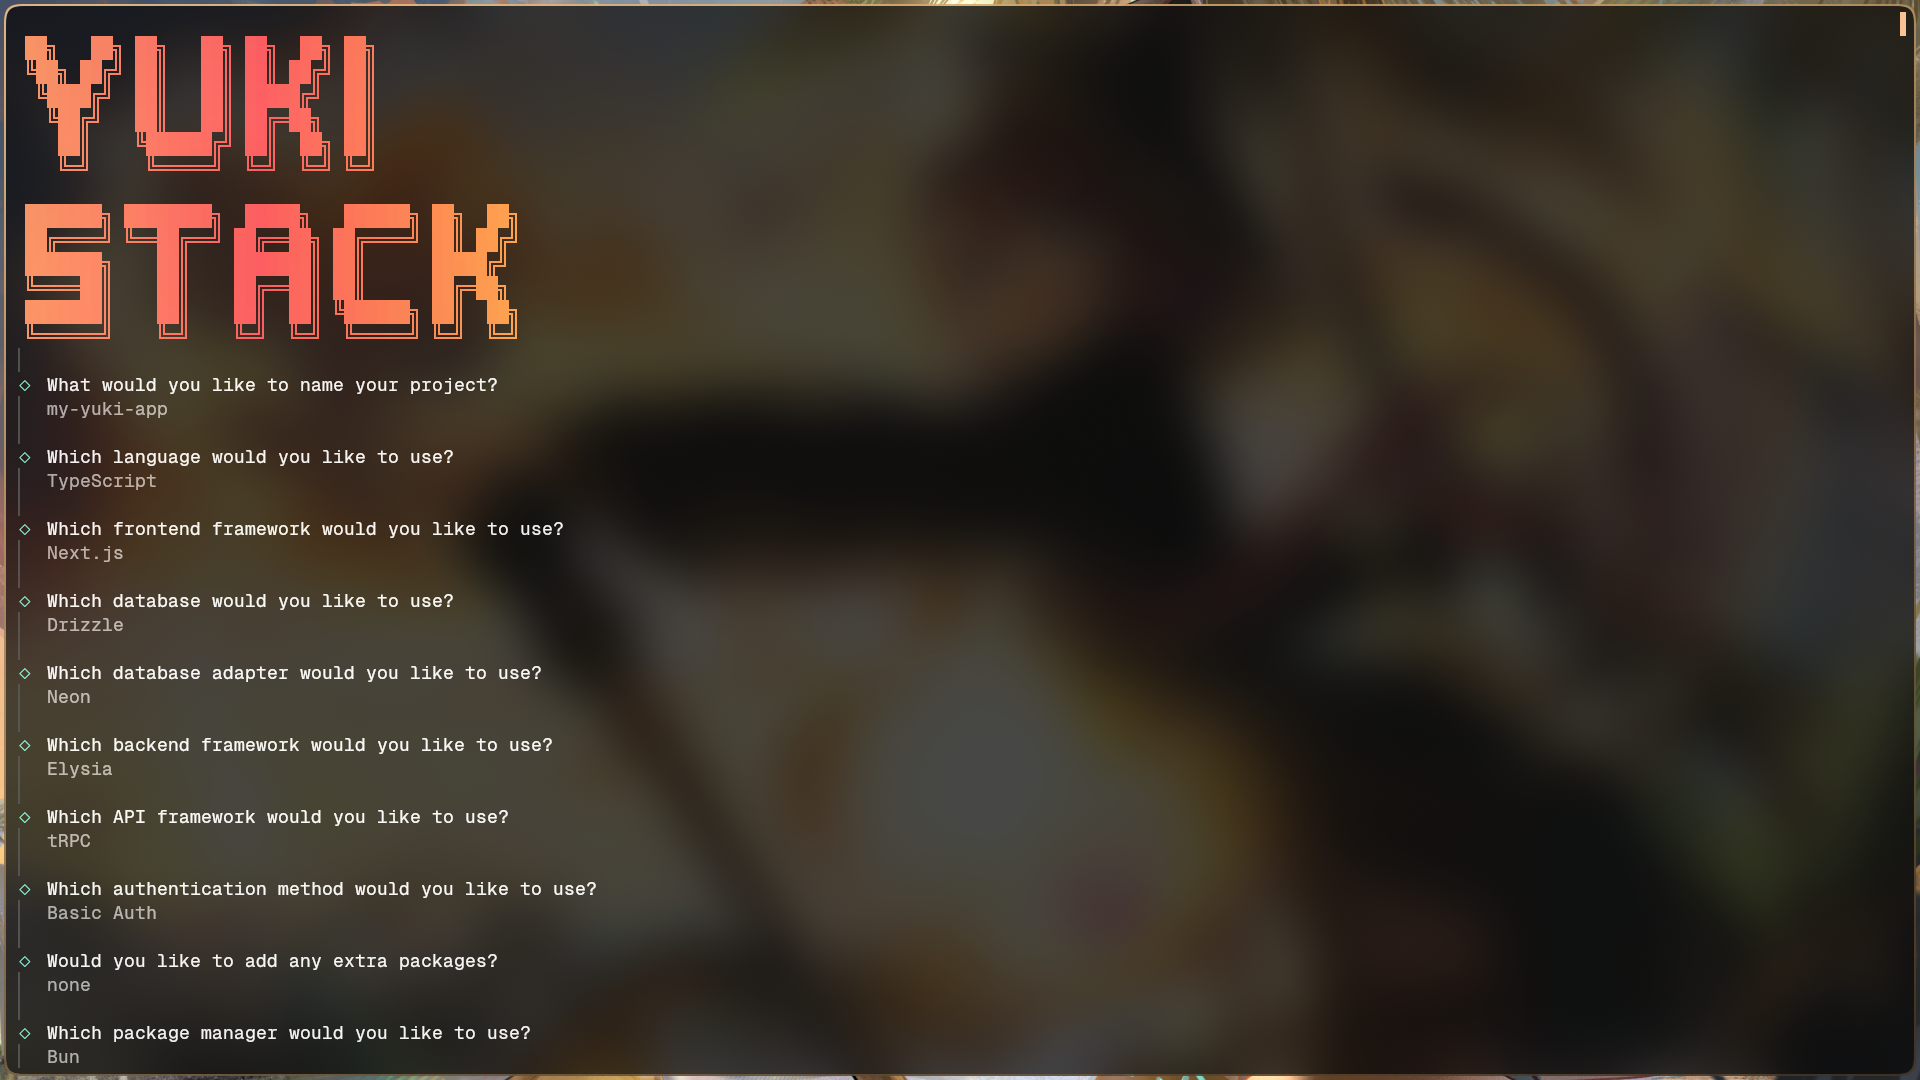 YUKI
STACK
What would you like to name your project?
my-yuki-app
Which language would you like to use?
TypeScript
Which frontend framework would you like to use?
Next.js
Which database would you like to use?
Drizzle
Which database adapter would you like to use?
Neon
Which backend framework would you like to use?
Elysia
Which API framework would you like to use?
tRPC
Which authentication method would you like to use?
Basic Auth
Would you like to add any extra packages?
none
Which package manager would you like to use?
Bun